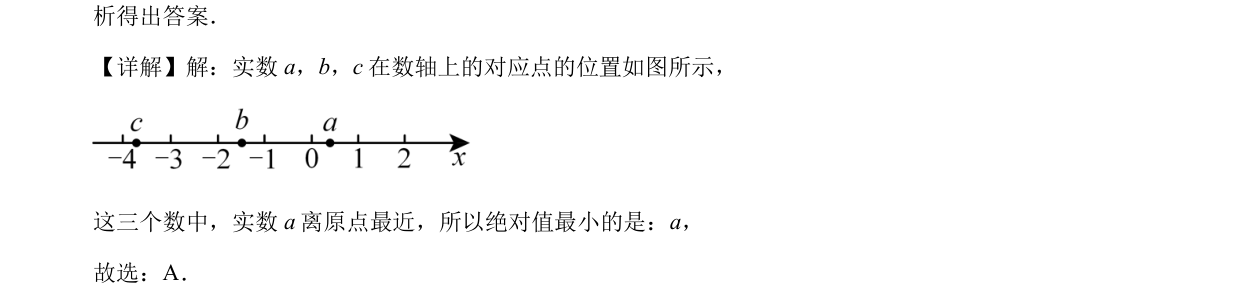 析得出答案．
【详解】解：实数 a，b，c 在数轴上的对应点的位置如图所示，
c b a
−4 −3 −2 −1 0 1 2 x
这三个数中，实数 a 离原点最近，所以绝对值最小的是：a，
故选：A．